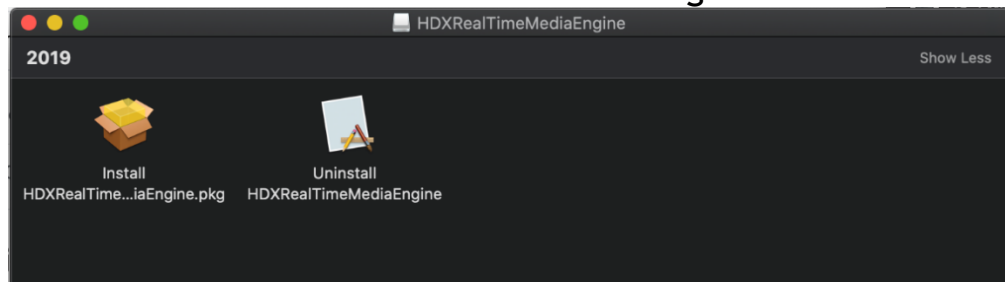 HDXRealTimeMediaEngine
2019
Show Less
Install
HDXRealTime...iaEngine.pkg
Uninstall
HDXRealTimeMediaEngine